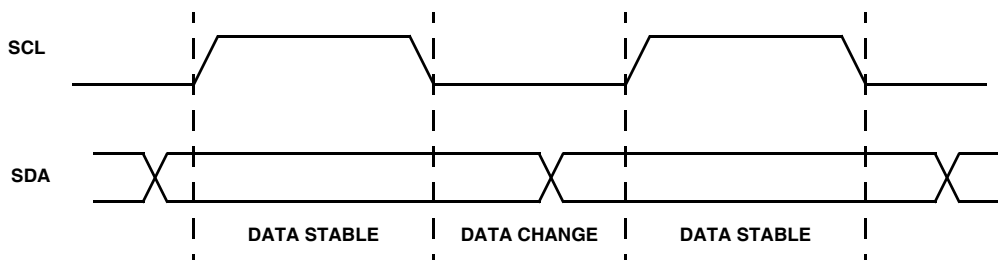 SCL
SDA
DATA STABLE
DATA CHANGE
DATA STABLE